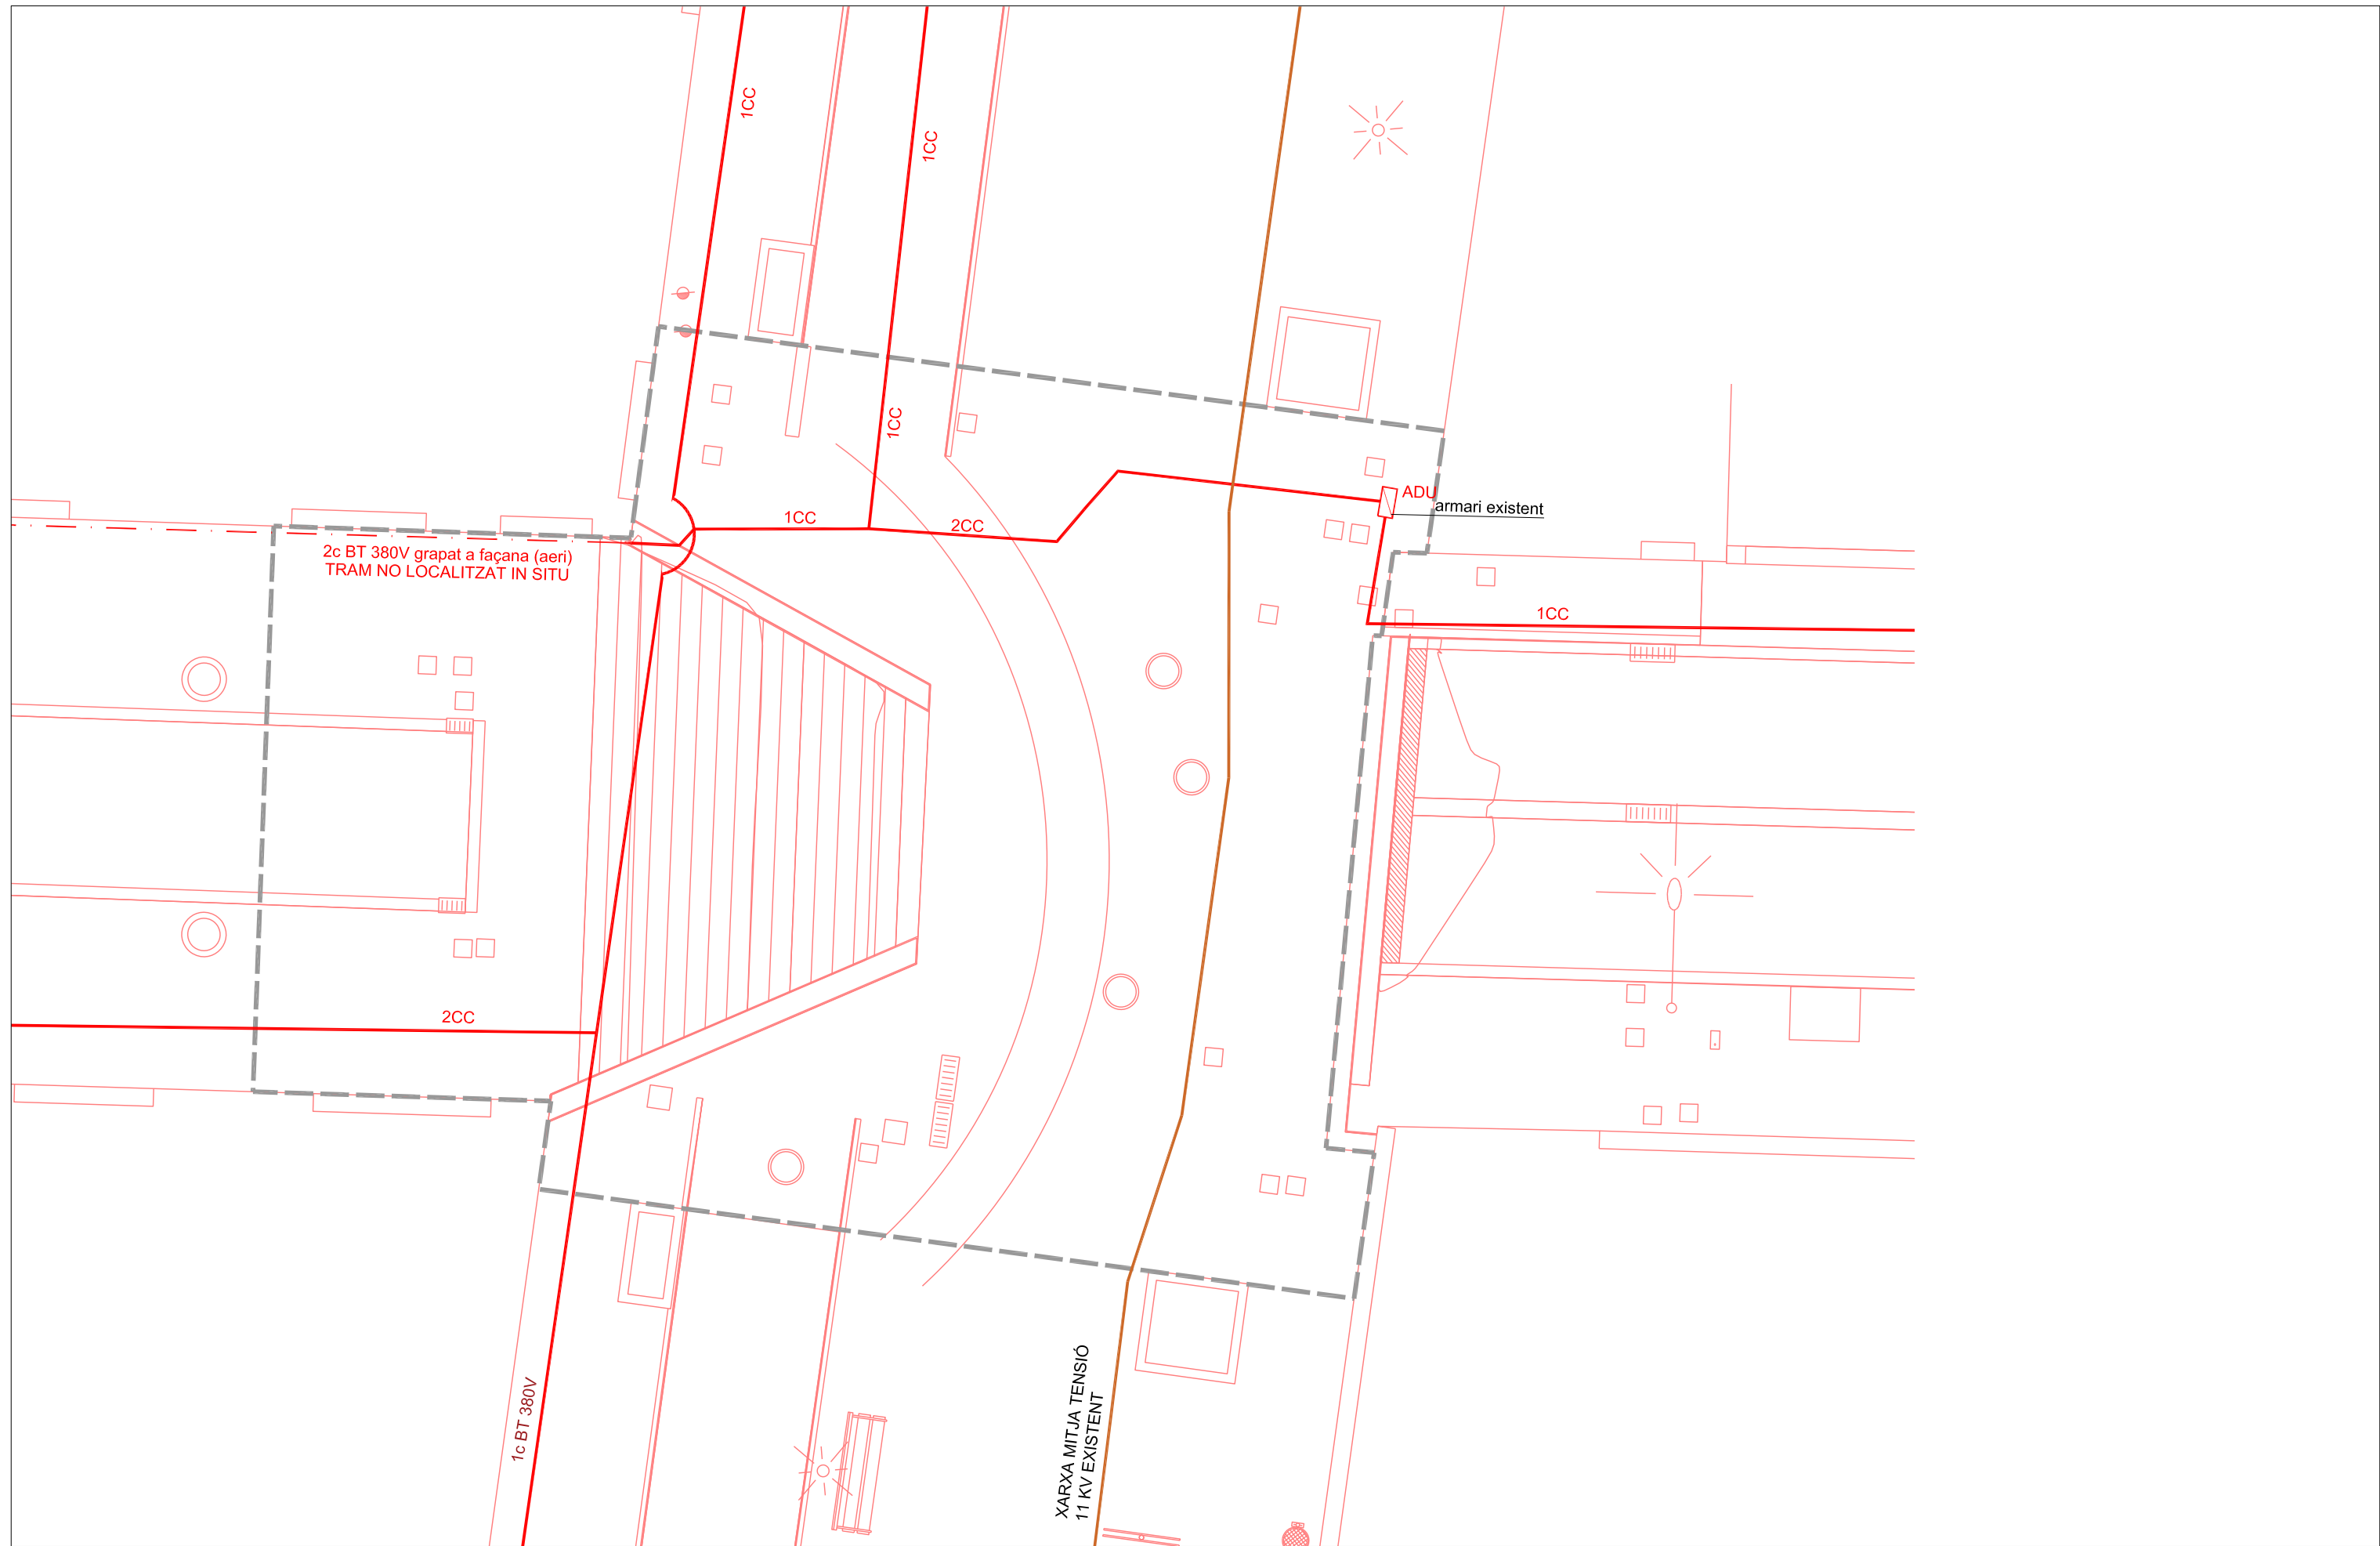 1CC
1CC
1CC
ADU
armari existent
1CC
2CC
2c BT 380V grapat a façana (aeri)
TRAM NO LOCALITZAT IN SITU
1CC
2CC
1c BT 380V
XARXA MITJA TENSIÓ
11 KV EXISTENT